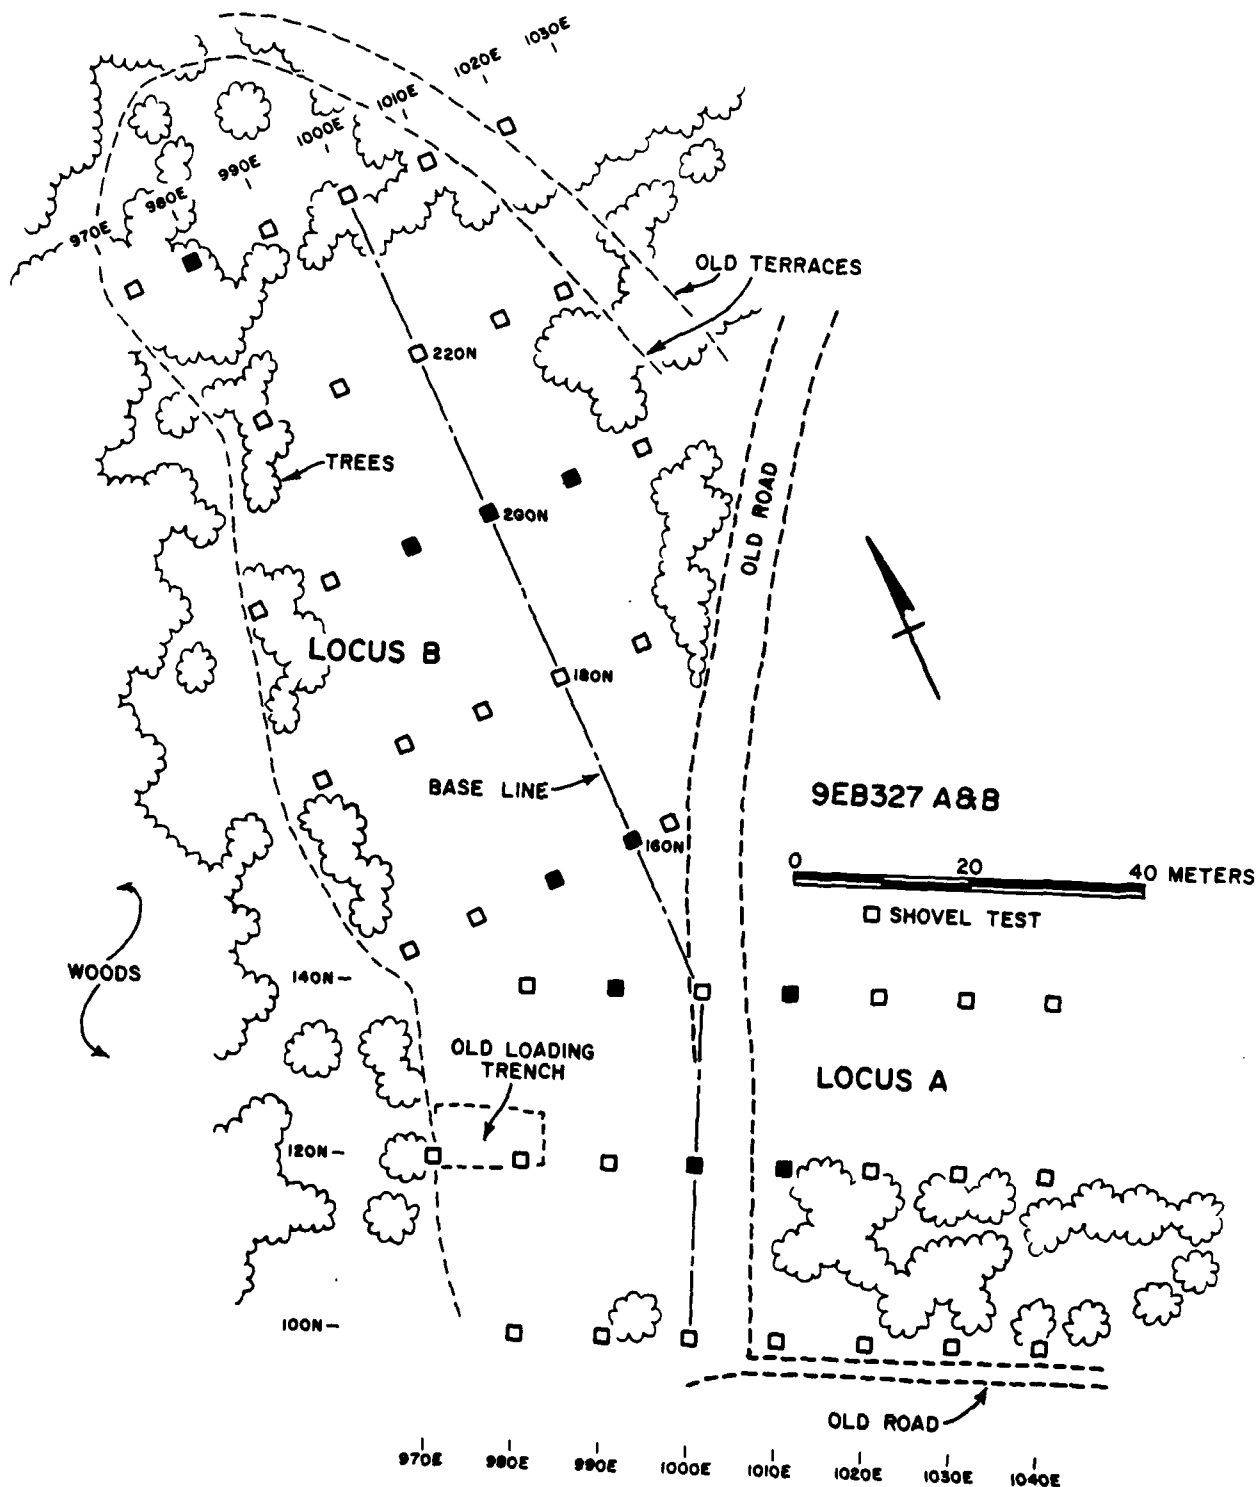 1030E
1020E
1010E
1000E
990E
980E
970E
OLD TERRACES
220N
TREES
200N
OLD ROAD
LOCUS B
180N
BASE LINE
9EB327 A&B
160N
0 20 40 METERS
SHOVEL TEST
WOODS
140N
OLD LOADING
TRENCH
LOCUS A
120N
100N
OLD ROAD
970E 980E 990E 1000E 1010E 1020E 1030E 1040E